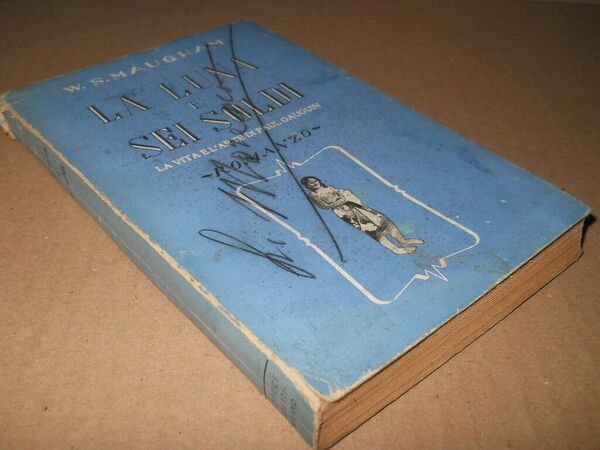 W. S. MAUGHAM
LA LUNA
E
SEI SOLDI
LA VITA E L'ARTE DI PAUL GAUGUIN
~ROMANZO~